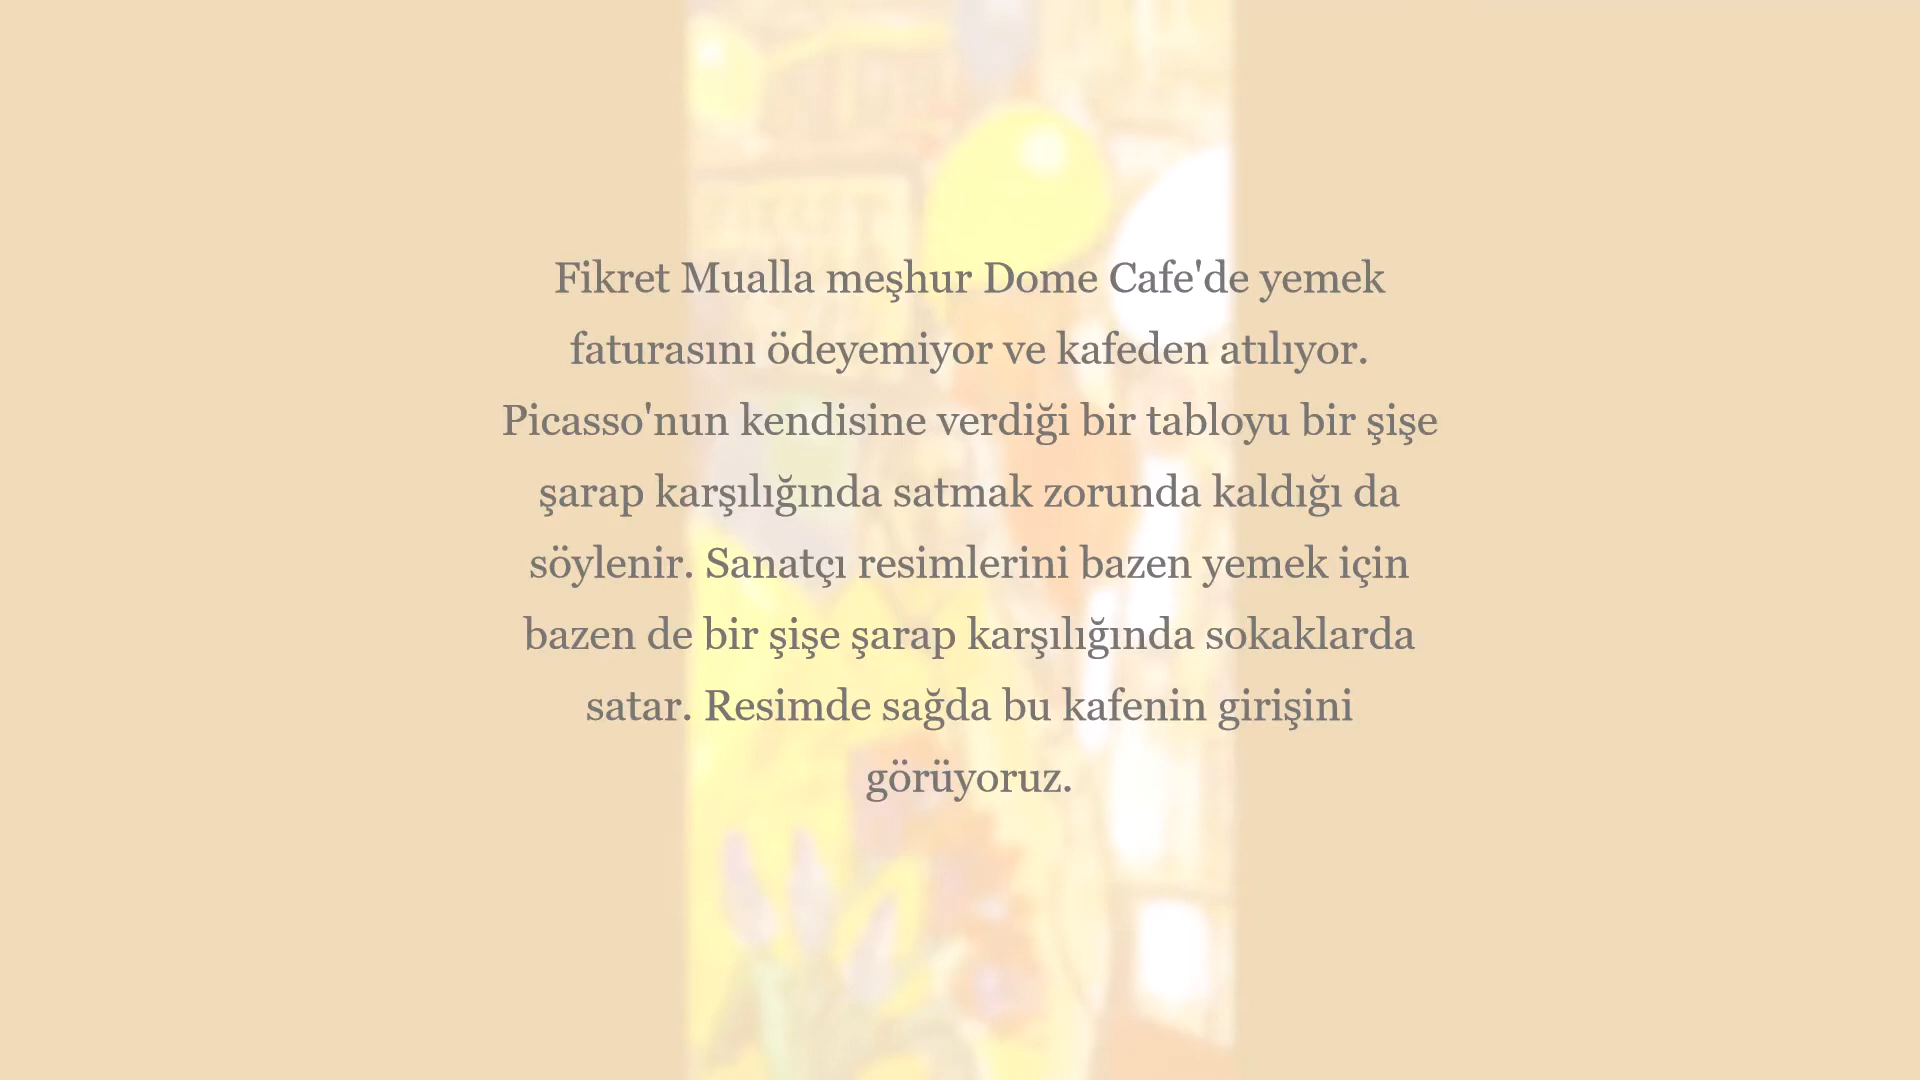 Fikret Mualla meşhur Dome Cafe'de yemek
faturasını ödeyemiyor ve kafeden atılıyor.
Picasso'nun kendisine verdiği bir tabloyu bir şişe
şarap karşılığında satmak zorunda kaldığı da
söylenir. Sanatçı resimlerini bazen yemek için
bazen de bir şişe şarap karşılığında sokaklarda
satar. Resimde sağda bu kafenin girişini
görüyoruz.